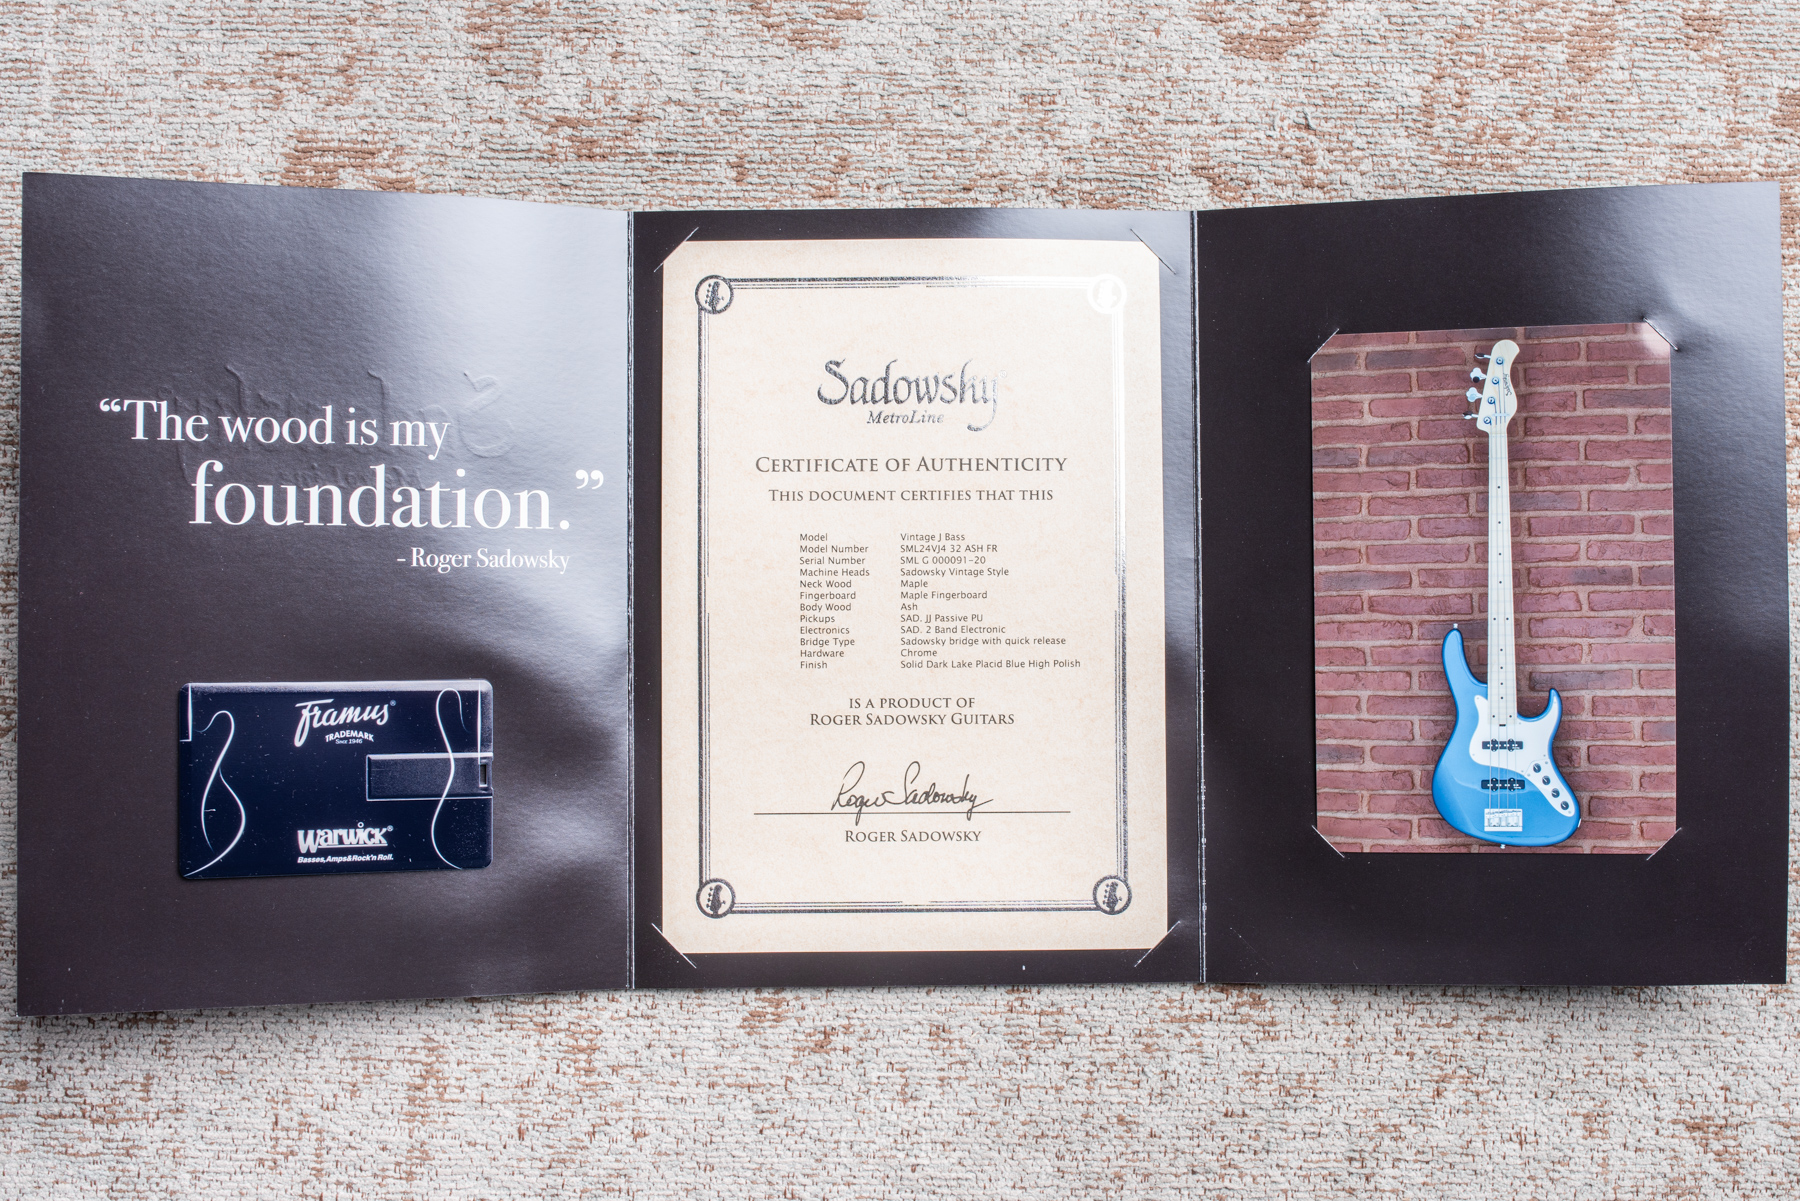 “The wood is my
foundation.”
- Roger Sadowsky
Framus®
TRADEMARK
Since 1946
Warwick®
Basses, Amps & Rock'n Roll.
Sadowsky
MetroLine
CERTIFICATE OF AUTHENTICITY
THIS DOCUMENT CERTIFIES THAT THIS
Model Vintage J Bass
Model Number SML24VJ4 32 ASH FR
Serial Number SML G 000091-20
Machine Heads Sadowsky Vintage Style
Neck Wood Maple
Fingerboard Maple Fingerboard
Body Wood Ash
Pickups SAD. JJ Passive PU
Electronics SAD. 2 Band Electronic
Bridge Type Sadowsky bridge with quick release
Hardware Chrome
Finish Solid Dark Lake Placid Blue High Polish
IS A PRODUCT OF
ROGER SADOWSKY GUITARS
Roger Sadowsky
ROGER SADOWSKY
Sadowsky